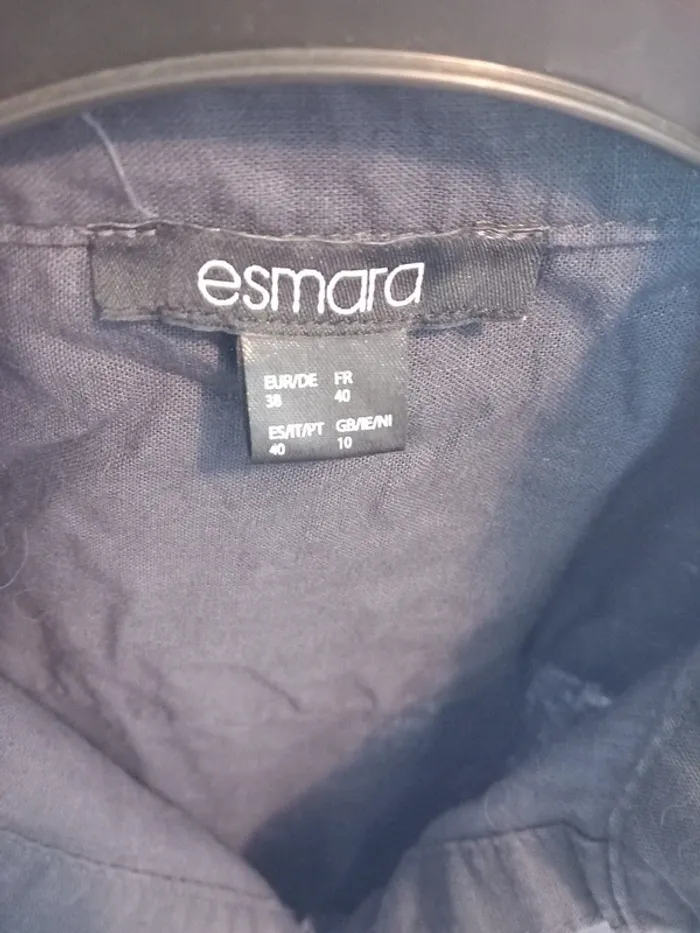 esmara
EUR/DE FR
38 40
ES/IT/PT GB/IE/NI
40 10